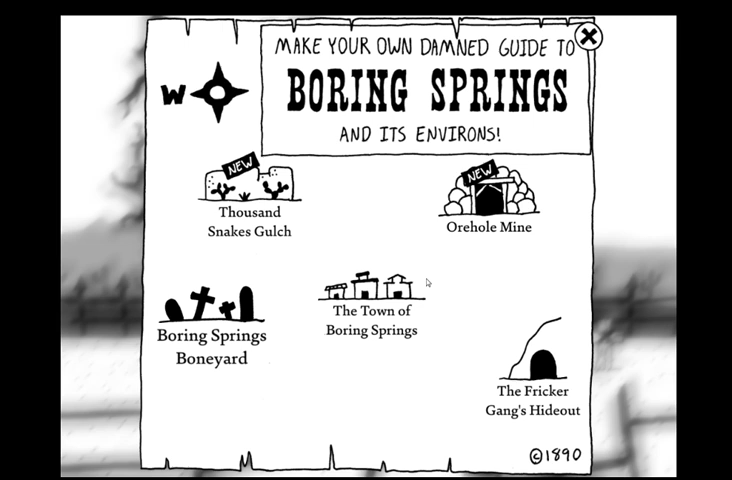 MAKE YOUR OWN DAMNED GUIDE TO
BORING SPRINGS
AND ITS ENVIRONS!
W
NEW
Thousand
Snakes Gulch
NEW
Orehole Mine
The Town of
Boring Springs
Boring Springs
Boneyard
The Fricker
Gang's Hideout
©1890